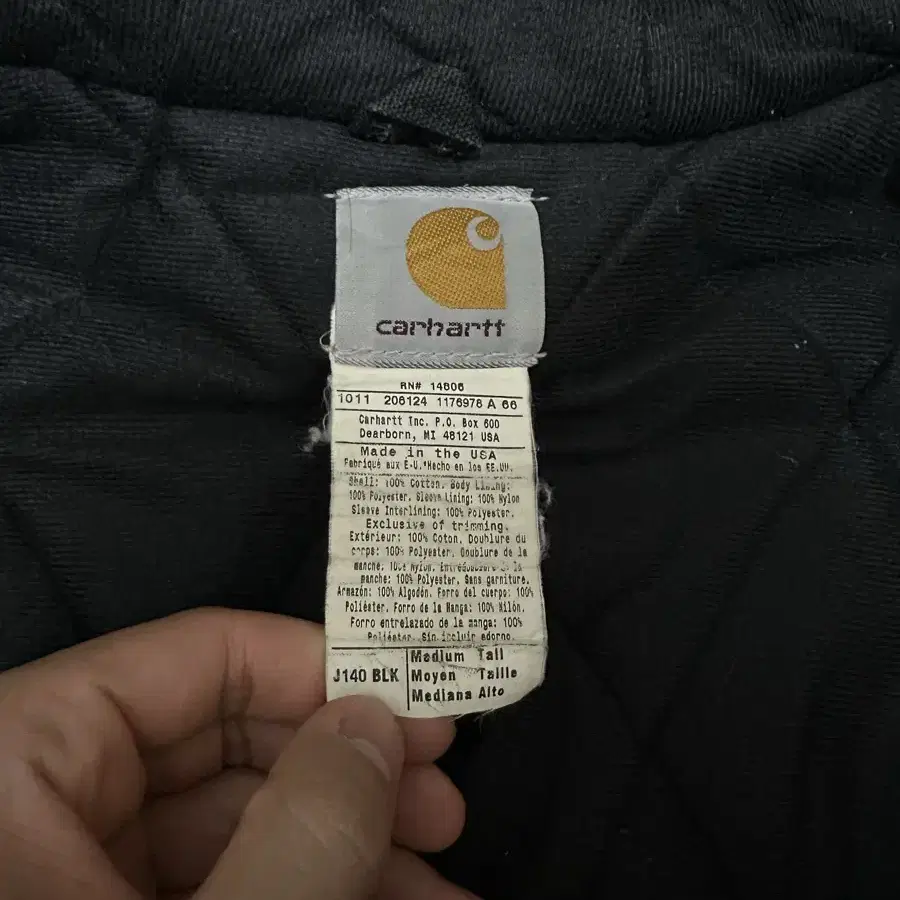 carhartt
RN# 14806
1011 206124 1176978 A 66
Carhartt Inc. P.O. Box 600
Dearborn, MI 48121 USA
Made in the USA
Fabriqué aux E-U.*Hecho en los EE.UU.
Shell: 100% Cotton. Body Lining:
100% Polyester. Sleeve Lining: 100% Nylon
Sleeve Interlining: 100% Polyester.
Exclusive of trimming.
Extérieur: 100% Coton. Doublure du
corps: 100% Polyester. Doublure de la
manche: 100% Nylon. de la
manche: 100% Polyester. Sans garniture.
Armazón: 100% Algodón. Forro del cuerpo: 100%
Poliéster. Forro de la Manga: 100% Nilón.
Forro entrelazado de la manga: 100%
Poliéster. Sin incluir adorno.
J140 BLK
Medium Tall
Moyen Taille
Mediana Alto